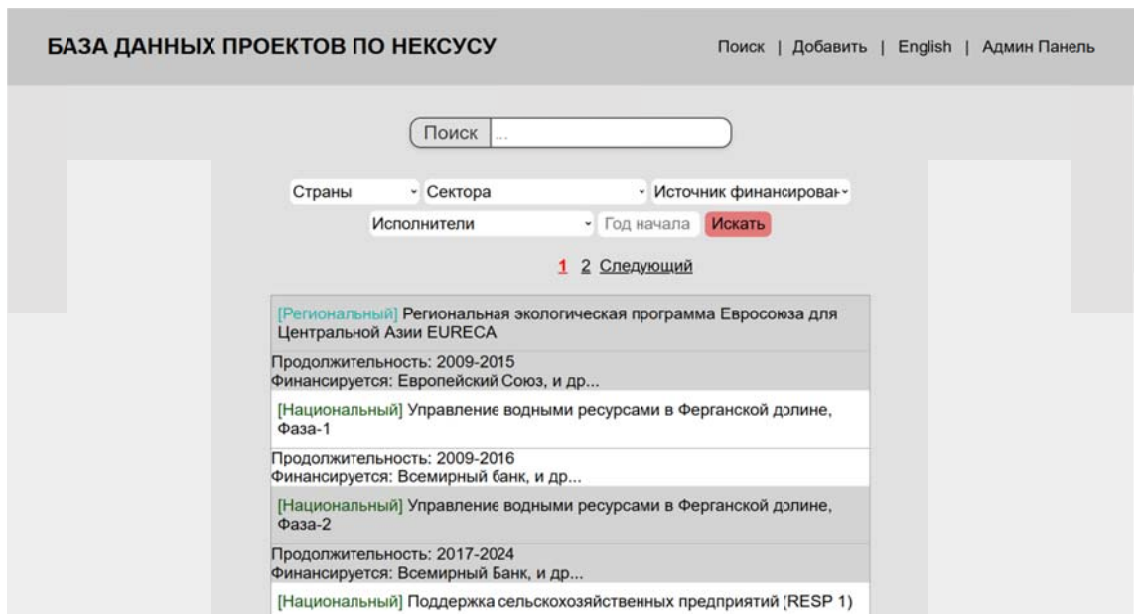 БАЗА ДАННЫХ ПРОЕКТОВ ПО НЕКСУСУ
Поиск | Добавить | English | Админ Панель
Поиск ...
Страны Сектора Источник финансирован
Исполнители Год начала Искать
1 2 Следующий
[Региональный] Региональная экологическая программа Евросоюза для
Центральной Азии EURECA
Продолжительность: 2009-2015
Финансируется: Европейский Союз, и др...
[Национальный] Управление водными ресурсами в Ферганской долине,
Фаза-1
Продолжительность: 2009-2016
Финансируется: Всемирный банк, и др...
[Национальный] Управление водными ресурсами в Ферганской долине,
Фаза-2
Продолжительность: 2017-2024
Финансируется: Всемирный Банк, и др...
[Национальный] Поддержка сельскохозяйственных предприятий (RESP 1)